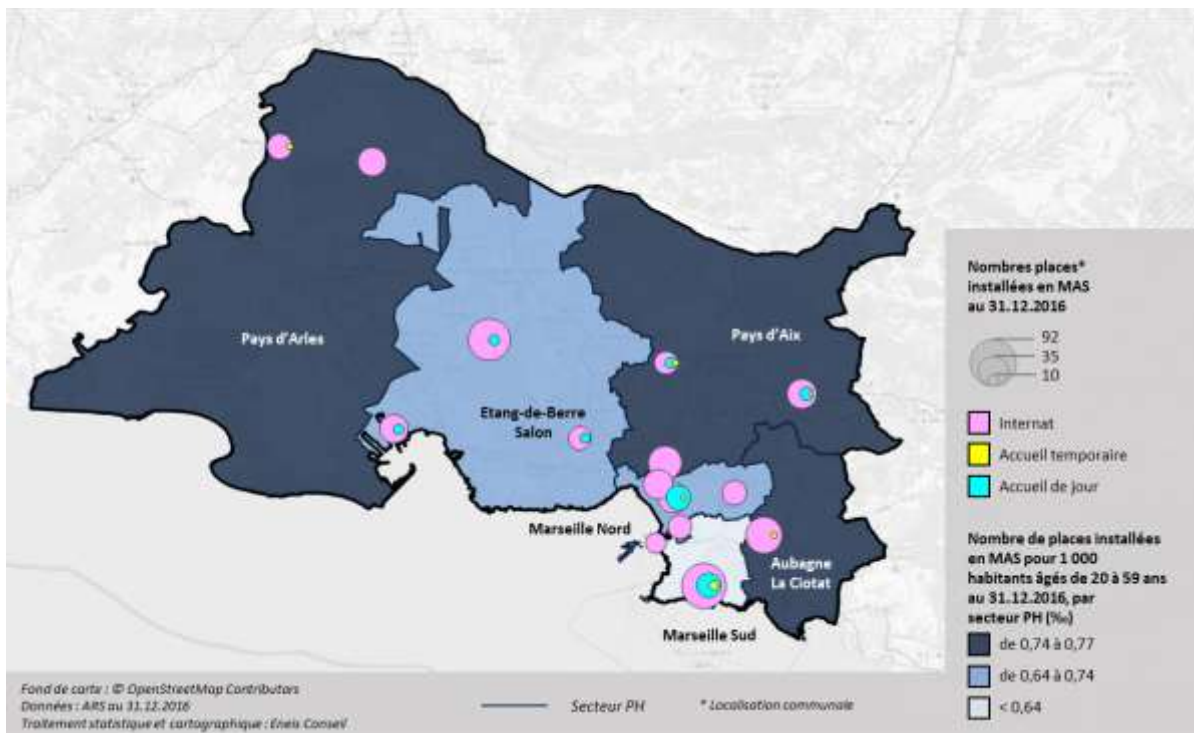 Pays d'Arles
Pays d'Aix
Etang-de-Berre
Salon
Marseille Nord
Aubagne
La Ciotat
Marseille Sud
Nombres places*
installées en MAS
au 31.12.2016
92
35
10
Internat
Accueil temporaire
Accueil de jour
Nombre de places installées
en MAS pour 1 000
habitants âgés de 20 à 59 ans
au 31.12.2016, par
secteur PH (‰)
de 0,74 à 0,77
de 0,64 à 0,74
< 0,64
Fond de carte : © OpenStreetMap Contributors
Données : ARS au 31.12.2016
Traitement statistique et cartographique : Eneis Conseil
Secteur PH
* Localisation communale